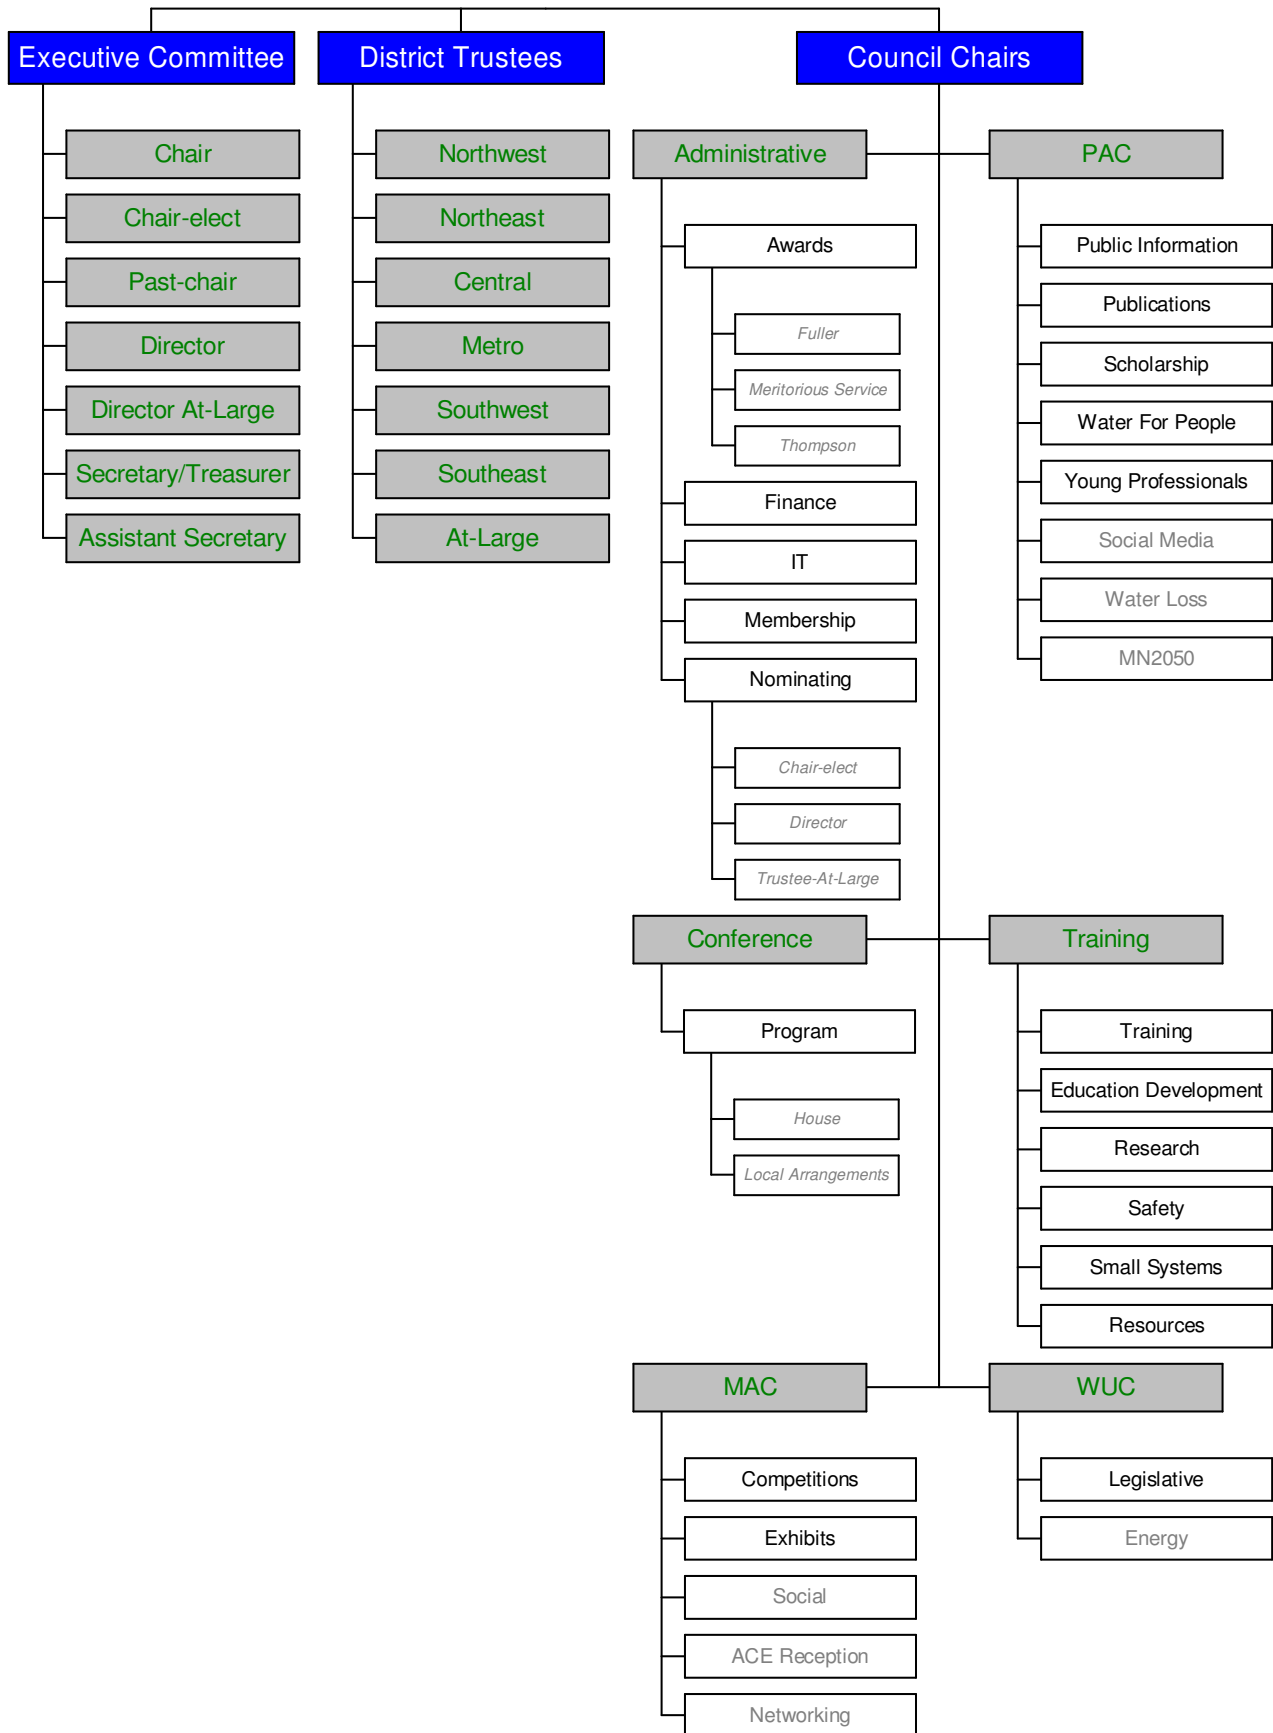 Executive Committee
Chair
Chair-elect
Past-chair
Director
Director At-Large
Secretary/Treasurer
Assistant Secretary
District Trustees
Northwest
Northeast
Central
Metro
Southwest
Southeast
At-Large
Council Chairs
Administrative
Awards
Fuller
Meritorious Service
Thompson
Finance
IT
Membership
Nominating
Chair-elect
Director
Trustee-At-Large
PAC
Public Information
Publications
Scholarship
Water For People
Young Professionals
Social Media
Water Loss
MN2050
Conference
Program
House
Local Arrangements
Training
Training
Education Development
Research
Safety
Small Systems
Resources
MAC
Competitions
Exhibits
Social
ACE Reception
Networking
WUC
Legislative
Energy